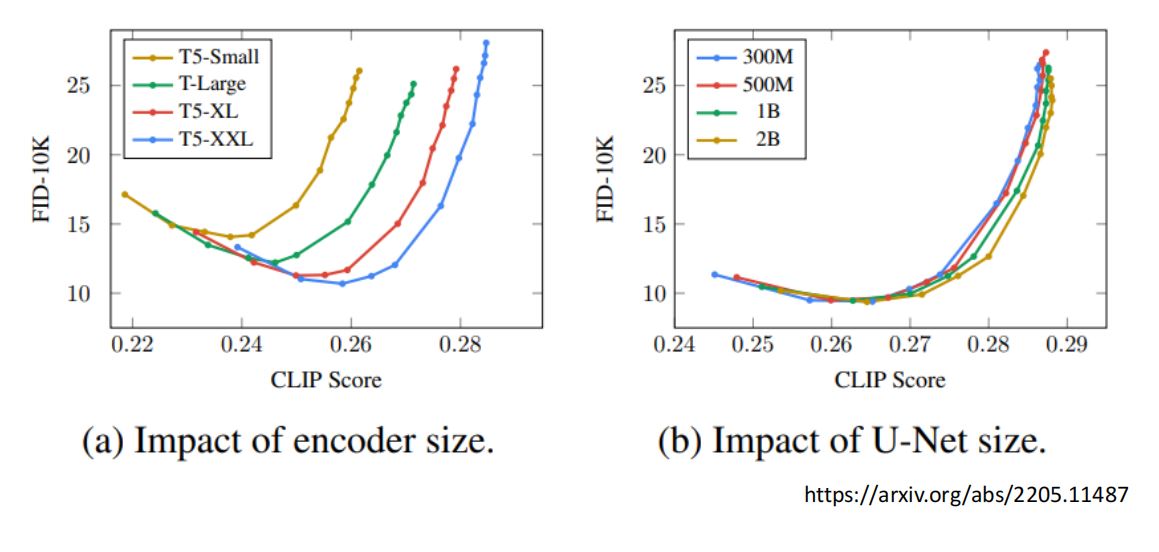 T5-Small
T-Large
T5-XL
T5-XXL
FID-10K
25
20
15
10
0.22 0.24 0.26 0.28
CLIP Score
(a) Impact of encoder size.
300M
500M
1B
2B
FID-10K
25
20
15
10
0.24 0.25 0.26 0.27 0.28 0.29
CLIP Score
(b) Impact of U-Net size.
https://arxiv.org/abs/2205.11487